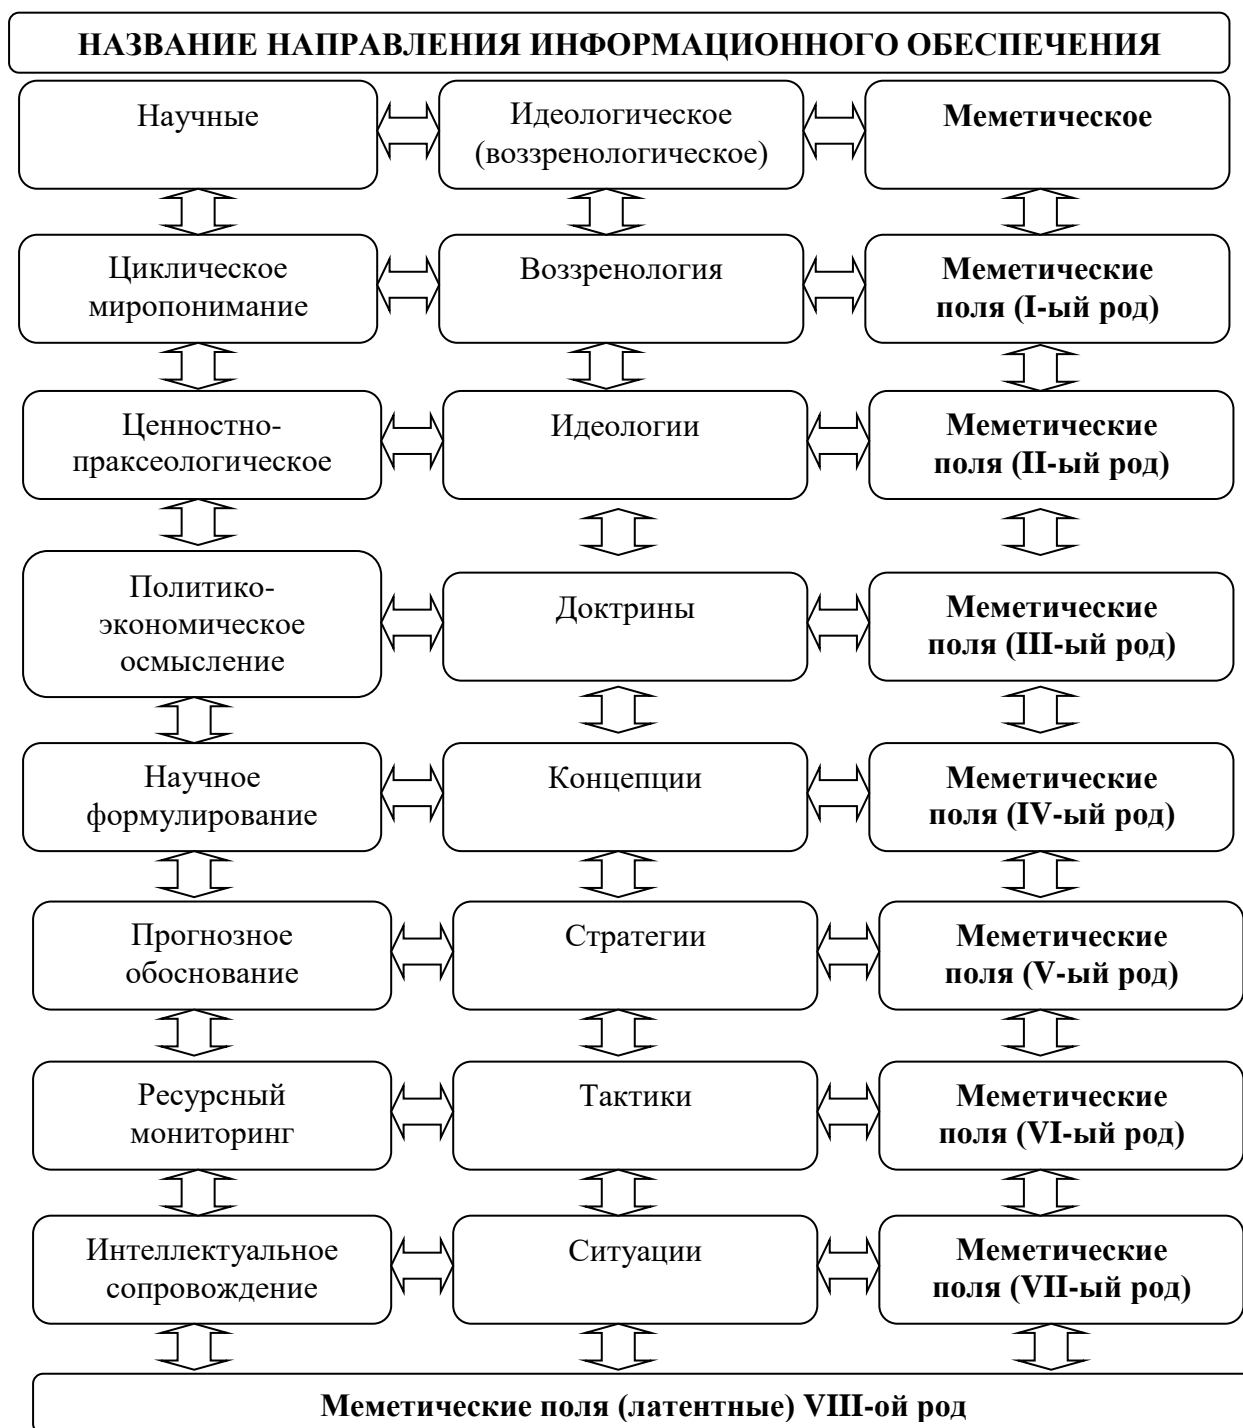 НАЗВАНИЕ НАПРАВЛЕНИЯ ИНФОРМАЦИОННОГО ОБЕСПЕЧЕНИЯ
Научные
Идеологическое
(воззренологическое)
Меметическое
Циклическое
миропонимание
Воззренология
Меметические
поля (I-ый род)
Ценностно-
праксеологическое
Идеологии
Меметические
поля (II-ый род)
Политико-
экономическое
осмысление
Доктрины
Меметические
поля (III-ый род)
Научное
формулирование
Концепции
Меметические
поля (IV-ый род)
Прогнозное
обоснование
Стратегии
Меметические
поля (V-ый род)
Ресурсный
мониторинг
Тактики
Меметические
поля (VI-ый род)
Интеллектуальное
сопровождение
Ситуации
Меметические
поля (VII-ый род)
Меметические поля (латентные) VIII-ой род